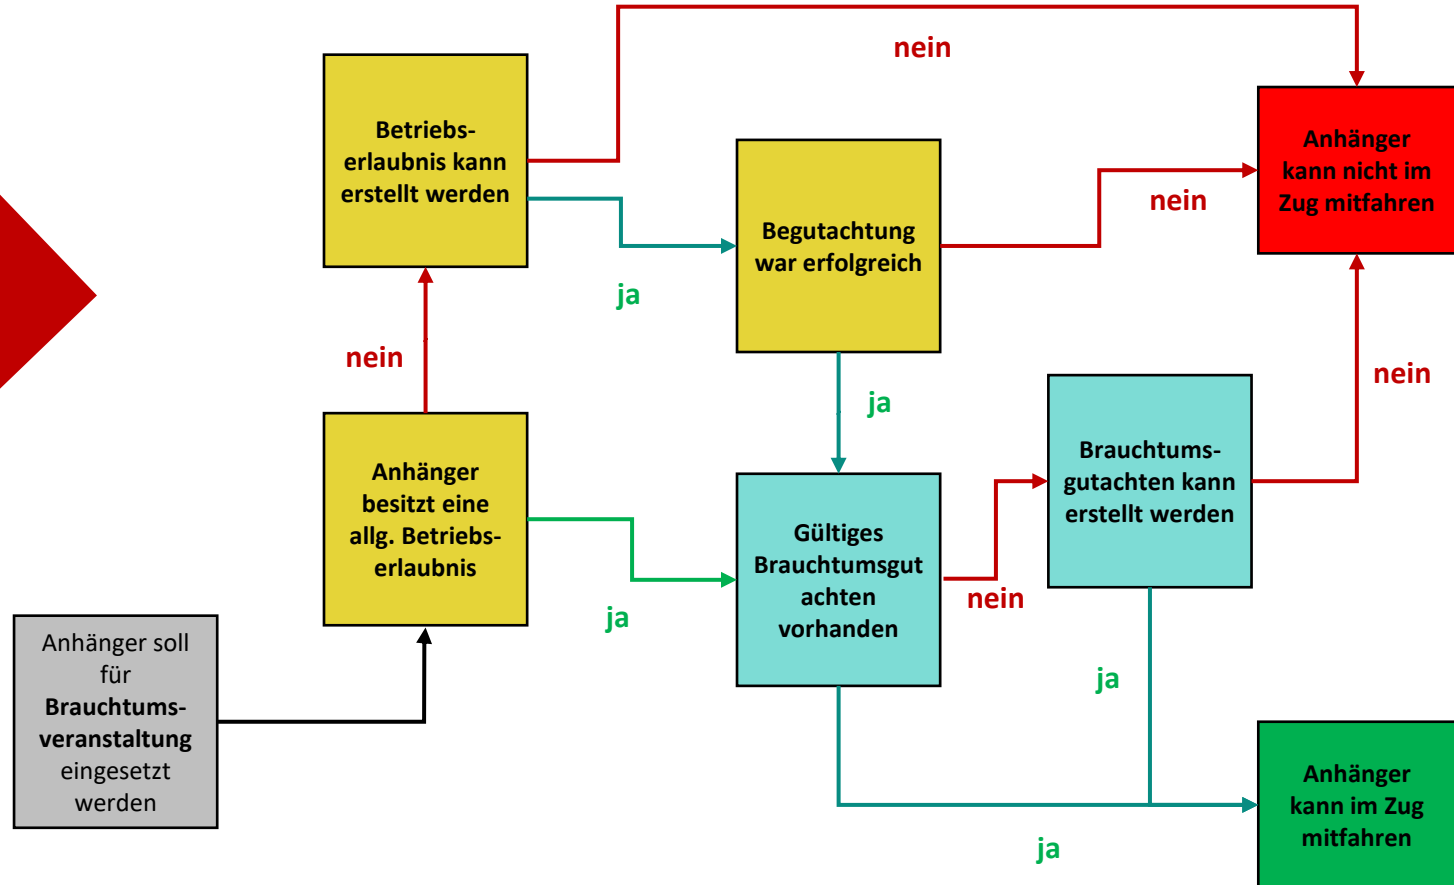 nein
Betriebs-
erlaubnis kann
erstellt werden
Anhänger
kann nicht im
Zug mitfahren
Begutachtung
war erfolgreich
nein
ja
nein
nein
ja
Anhänger
besitzt eine
allg. Betriebs-
erlaubnis
Brauchtums-
gutachten kann
erstellt werden
Gültiges
Brauchtumsgut
achten
vorhanden
nein
ja
Anhänger soll
für
Brauchtums-
veranstaltung
eingesetzt
werden
ja
Anhänger
kann im Zug
mitfahren
ja